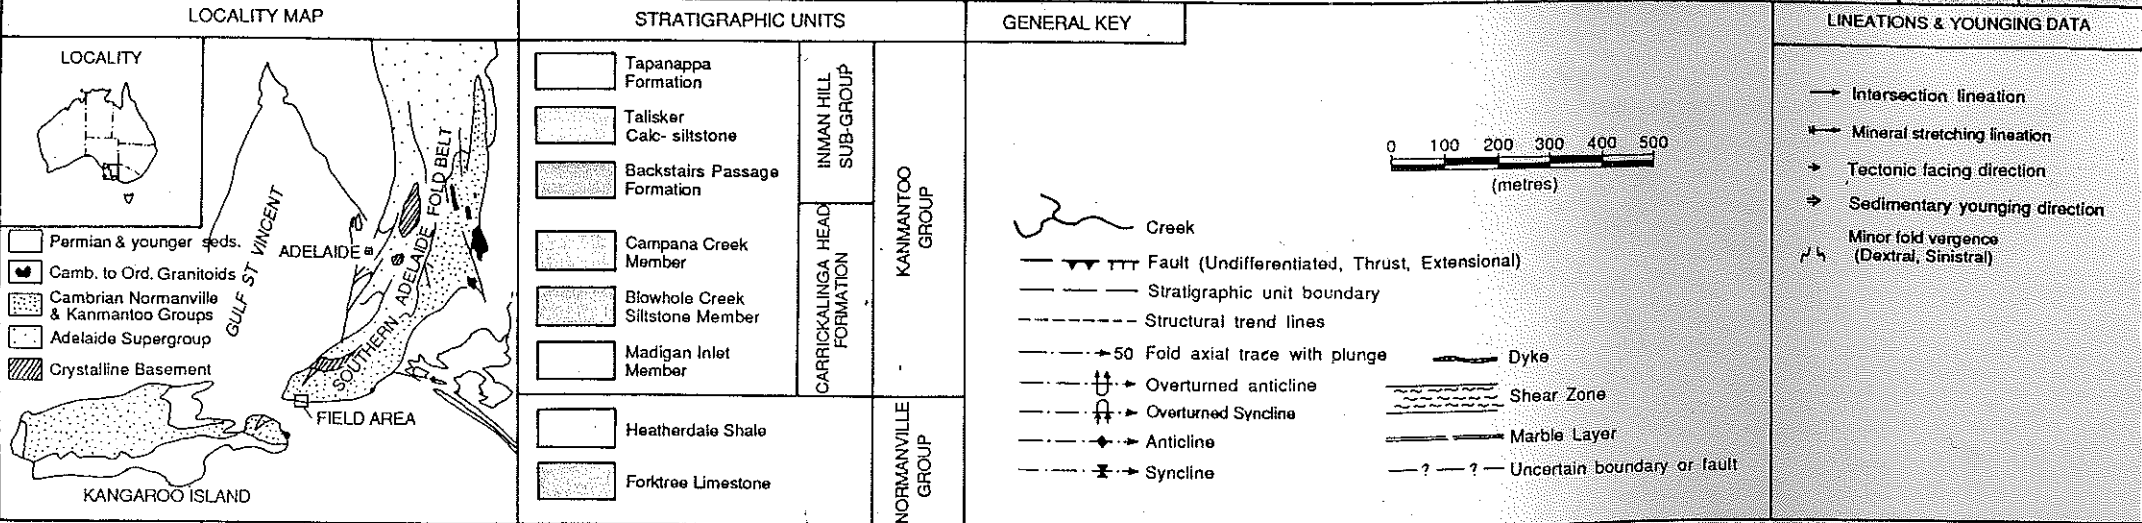 LOCALITY MAP
LOCALITY
GULF ST VINCENT
ADELAIDE
SOUTHERN ADELAIDE FOLD BELT
Permian & younger seds.
Camb. to Ord. Granitoids
Cambrian Normanville
& Kanmantoo Groups
Adelaide Supergroup
Crystalline Basement
FIELD AREA
KANGAROO ISLAND
STRATIGRAPHIC UNITS
Tapanappa
Formation
Talisker
Calc- siltstone
Backstairs Passage
Formation
Campana Creek
Member
Blowhole Creek
Siltstone Member
Madigan Inlet
Member
Heatherdale Shale
Forktree Limestone
INMAN HILL
SUB-GROUP
CARRICKALINGA HEAD
FORMATION
KANMANTOO
GROUP
NORMANVILLE
GROUP
GENERAL KEY
0 100 200 300 400 500
(metres)
Creek
Fault (Undifferentiated, Thrust, Extensional)
Stratigraphic unit boundary
Structural trend lines
50 Fold axial trace with plunge
Overturned anticline
Overturned Syncline
Anticline
Syncline
Dyke
Shear Zone
Marble Layer
? ? Uncertain boundary or fault
LINEATIONS & YOUNGING DATA
Intersection lineation
Mineral stretching lineation
Tectonic facing direction
Sedimentary younging direction
Minor fold vergence
(Dextral, Sinistral)